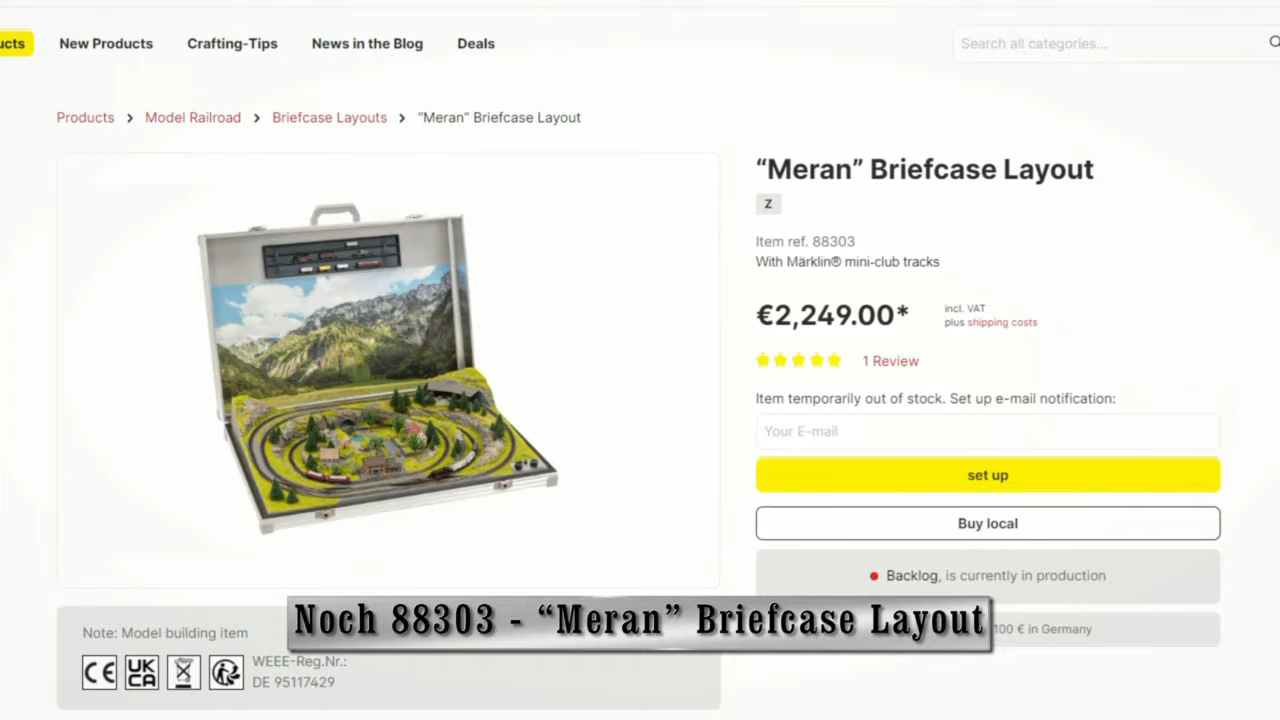 ucts New Products Crafting-Tips News in the Blog Deals Search all categories...
Products > Model Railroad > Briefcase Layouts > “Meran” Briefcase Layout
“Meran” Briefcase Layout
Z
Item ref. 88303
With Märklin® mini-club tracks
€2,249.00*
incl. VAT
plus shipping costs
1 Review
Item temporarily out of stock. Set up e-mail notification:
Your E-mail
set up
Buy local
Backlog, is currently in production
100 € in Germany
Note: Model building item
CE UK CA
WEEE-Reg.Nr.:
DE 95117429
Noch 88303 - “Meran” Briefcase Layout